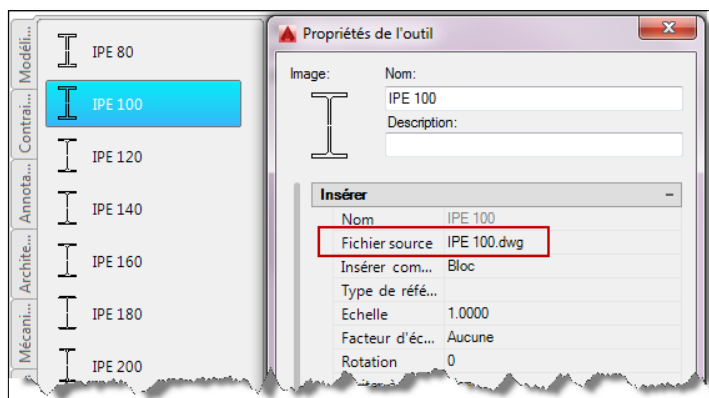 Modéli...
Contrai...
Annota...
Archite...
Mécani...
IPE 80
IPE 100
IPE 120
IPE 140
IPE 160
IPE 180
IPE 200
Propriétés de l'outil
Image:
Nom:
IPE 100
Description:
Insérer
Nom IPE 100
Fichier source IPE 100.dwg
Insérer com... Bloc
Type de réfé...
Echelle 1.0000
Facteur d'éc... Aucune
Rotation 0